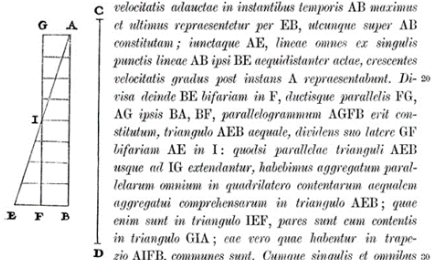 G A C
I
E F B D
velocitatis adauctae in instantibus temporis AB maximus
et ultimus repraesentetur per EB, utcunque super AB
constitutam; iunctaque AE, lineae omnes ex singulis
punctis lineae AB ipsi BE aequidistanter actae, crescentes
velocitatis gradus post instans A repraesentabunt. Di- 20
visa deinde BE bifariam in F, ductisque parallelis FG,
AG ipsis BA, BF, parallelogrammum AGFB erit con-
stitutum, triangulo AEB aequale, dividens suo latere GF
bifariam AE in I: quodsi parallelae trianguli AEB
usque ad IG extendantur, habebimus aggregatum paral-
lelarum omnium in quadrilatero contentarum aequalem
aggregatui comprehensarum in triangulo AEB; quae
enim sunt in triangulo IEF, pares sunt cum contentis
in triangulo GIA; eae vero quae habentur in trape-
zio AIFB, communes sunt. Cumque singulis et omnibus 20